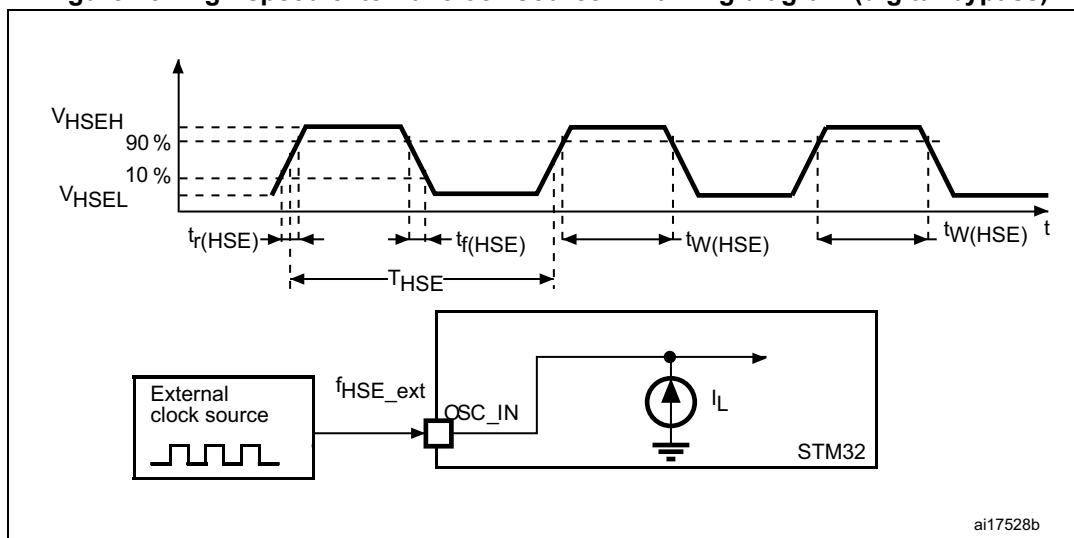 VHSEH
90 %
10 %
VHSEL
tr(HSE)
tf(HSE)
tW(HSE)
tW(HSE)
t
THSE
External
clock source
fHSE_ext
OSC_IN
IL
STM32
ai17528b